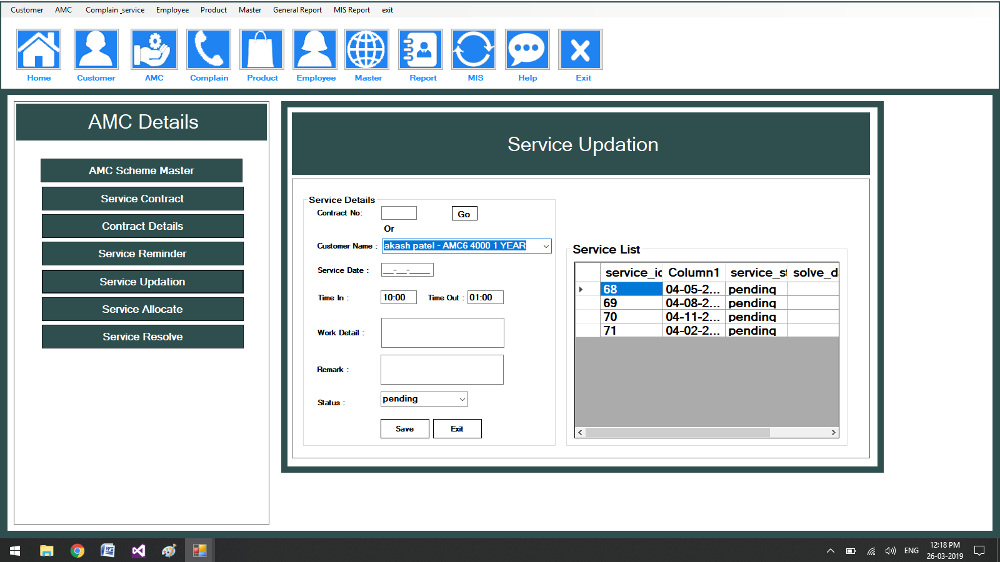 Customer AMC Complain _service Employee Product Master General Report MIS Report exit
Home Customer AMC Complain Product Employee Master Report MIS Help Exit
AMC Details
AMC Scheme Master
Service Contract
Contract Details
Service Reminder
Service Updation
Service Allocate
Service Resolve
Service Updation
Service Details
Contract No: Go
Or
Customer Name : akash patel - AMC6 4000 1 YEAR
Service Date : __-__-____
Time In : 10:00 Time Out : 01:00
Work Detail :
Remark :
Status : pending
Save Exit
Service List
service_id Column1 service_st solve_d
68 04-05-2... pending
69 04-08-2... pending
70 04-11-2... pending
71 04-02-2... pending
ENG 12:18 PM
26-03-2019